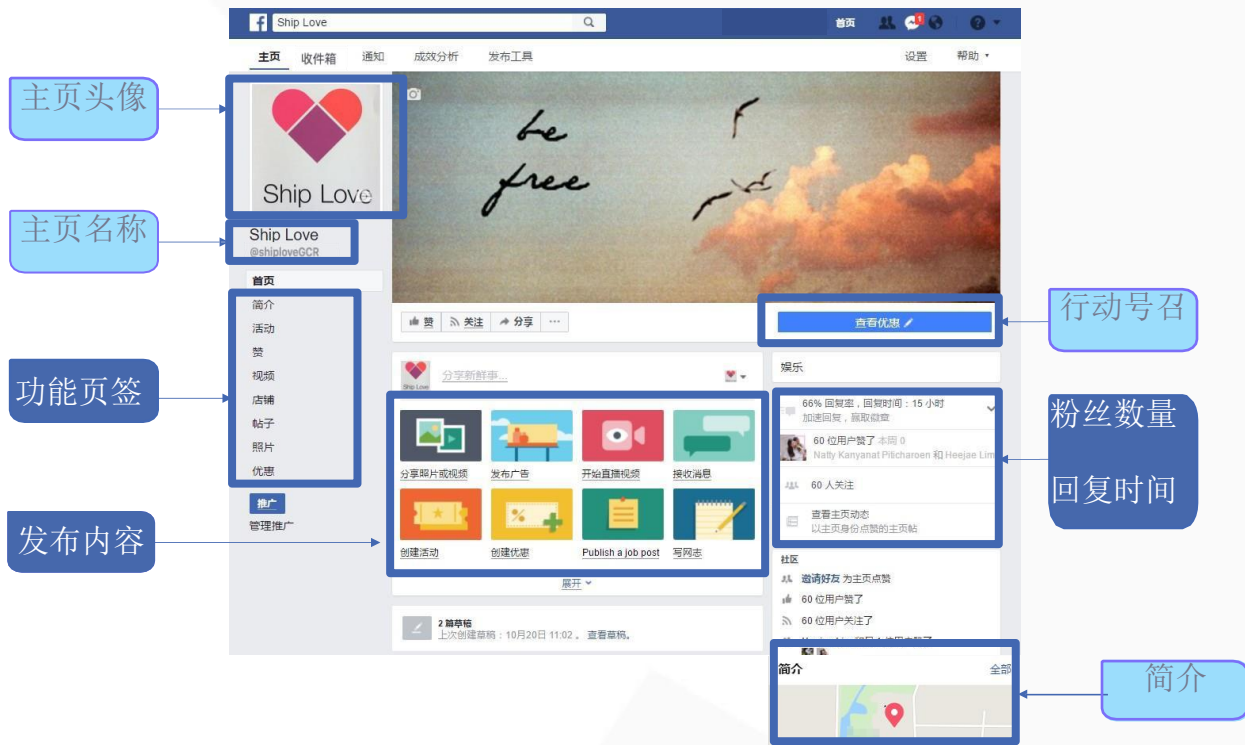 Ship Love
首页
1
主页
收件箱
通知
成效分析
发布工具
设置
帮助
主页头像
Ship Love
be
free
主页名称
Ship Love
@shiploveGCR
首页
简介
活动
赞
视频
店铺
帖子
照片
优惠
推广
管理推广
功能页签
发布内容
赞
关注
分享
...
查看优惠
行动号召
Ship Love
分享新鲜事...
分享照片或视频
发布广告
开始直播视频
接收消息
创建活动
创建优惠
Publish a job post
写网志
展开
2 篇草稿
上次创建草稿：10月20日 11:02 。 查看草稿。
娱乐
66% 回复率，回复时间：15 小时
加速回复，赢取徽章
60 位用户赞了 本周 0
Natty Kanyanat Piticharoen 和 Heejae Lim
60 人关注
查看主页动态
以主页身份点赞的主页帖
粉丝数量
回复时间
社区
邀请好友 为主页点赞
60 位用户赞了
60 位用户关注了
简介
全部
简介